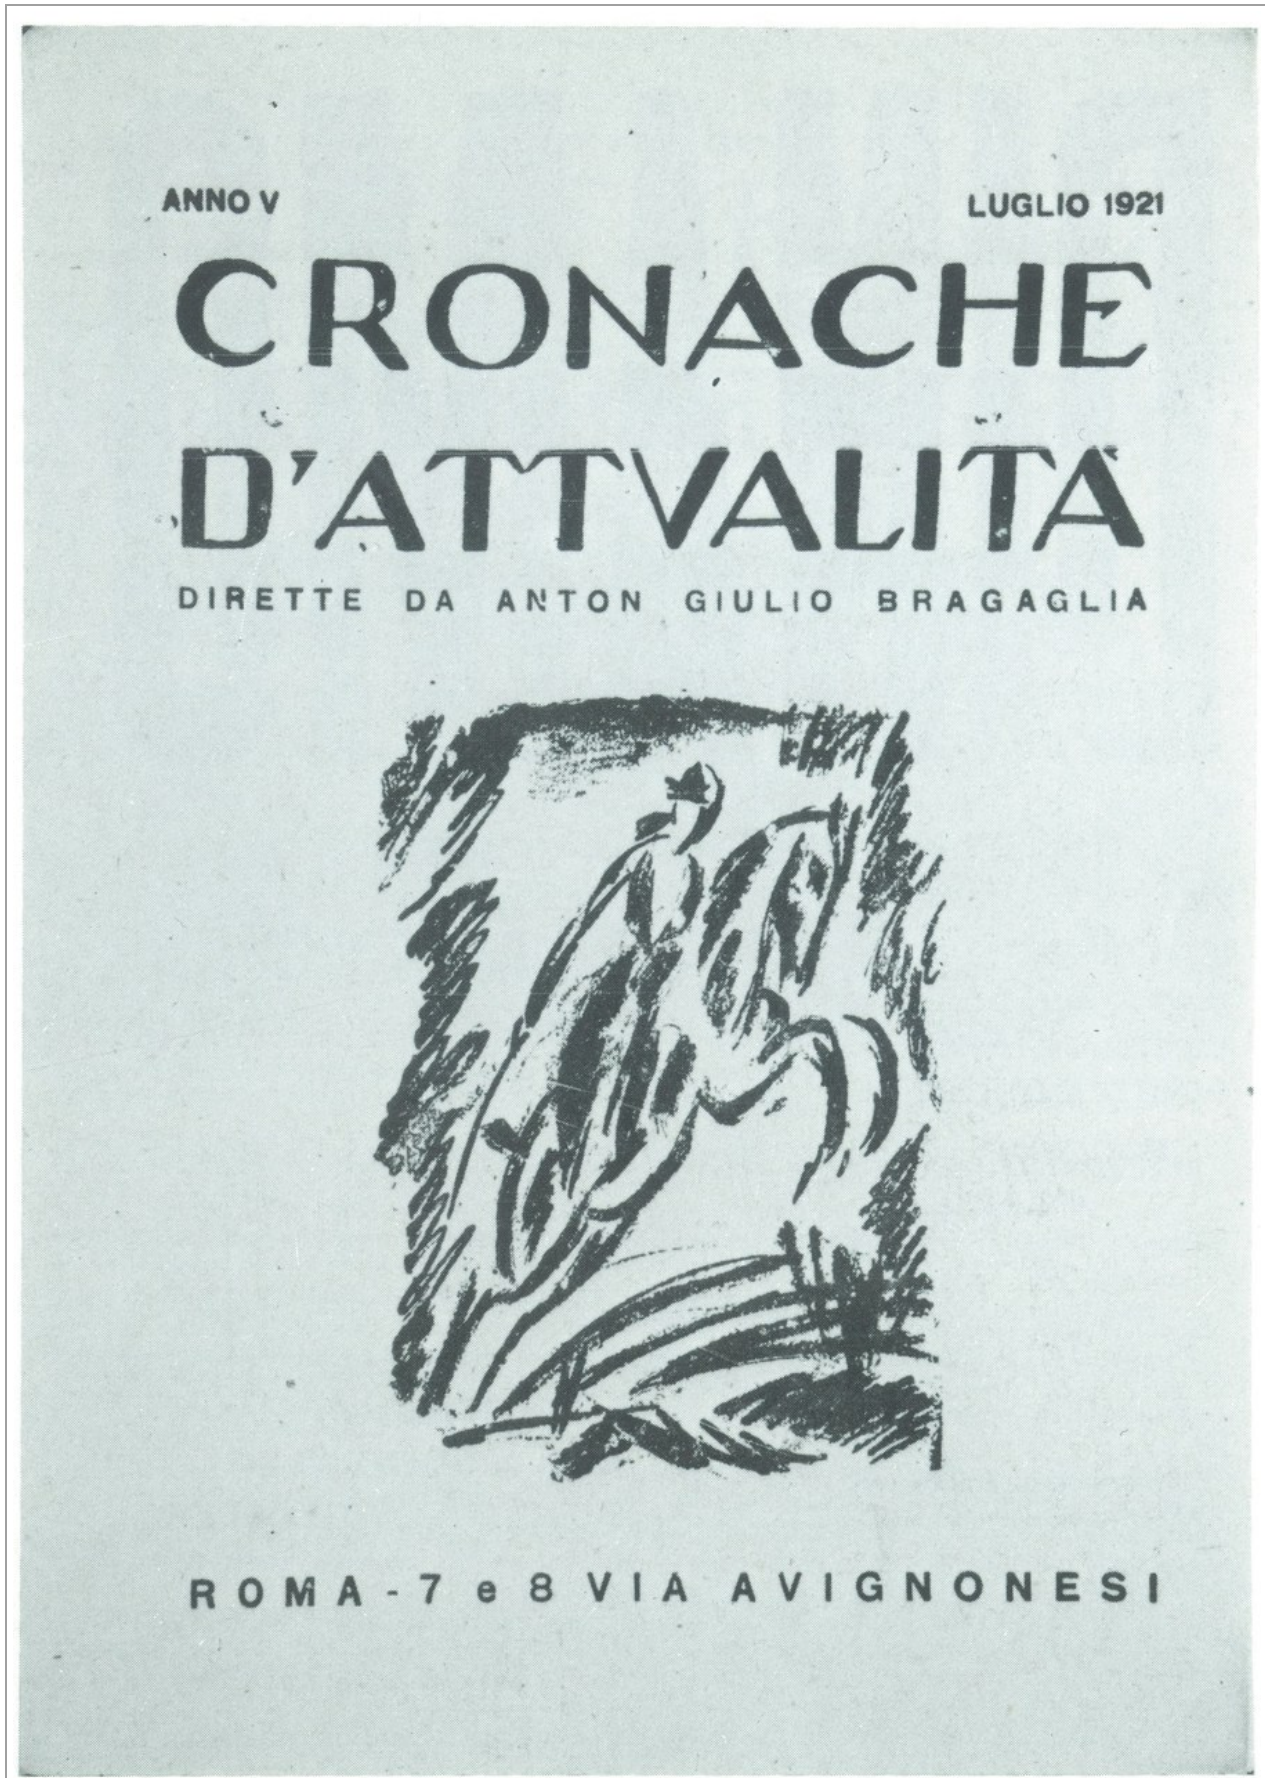 ANNO V
LUGLIO 1921
CRONACHE
D'ATTVALITÀ
DIRETTE DA ANTON GIULIO BRAGAGLIA
ROMA - 7 e 8 VIA AVIGNONESI